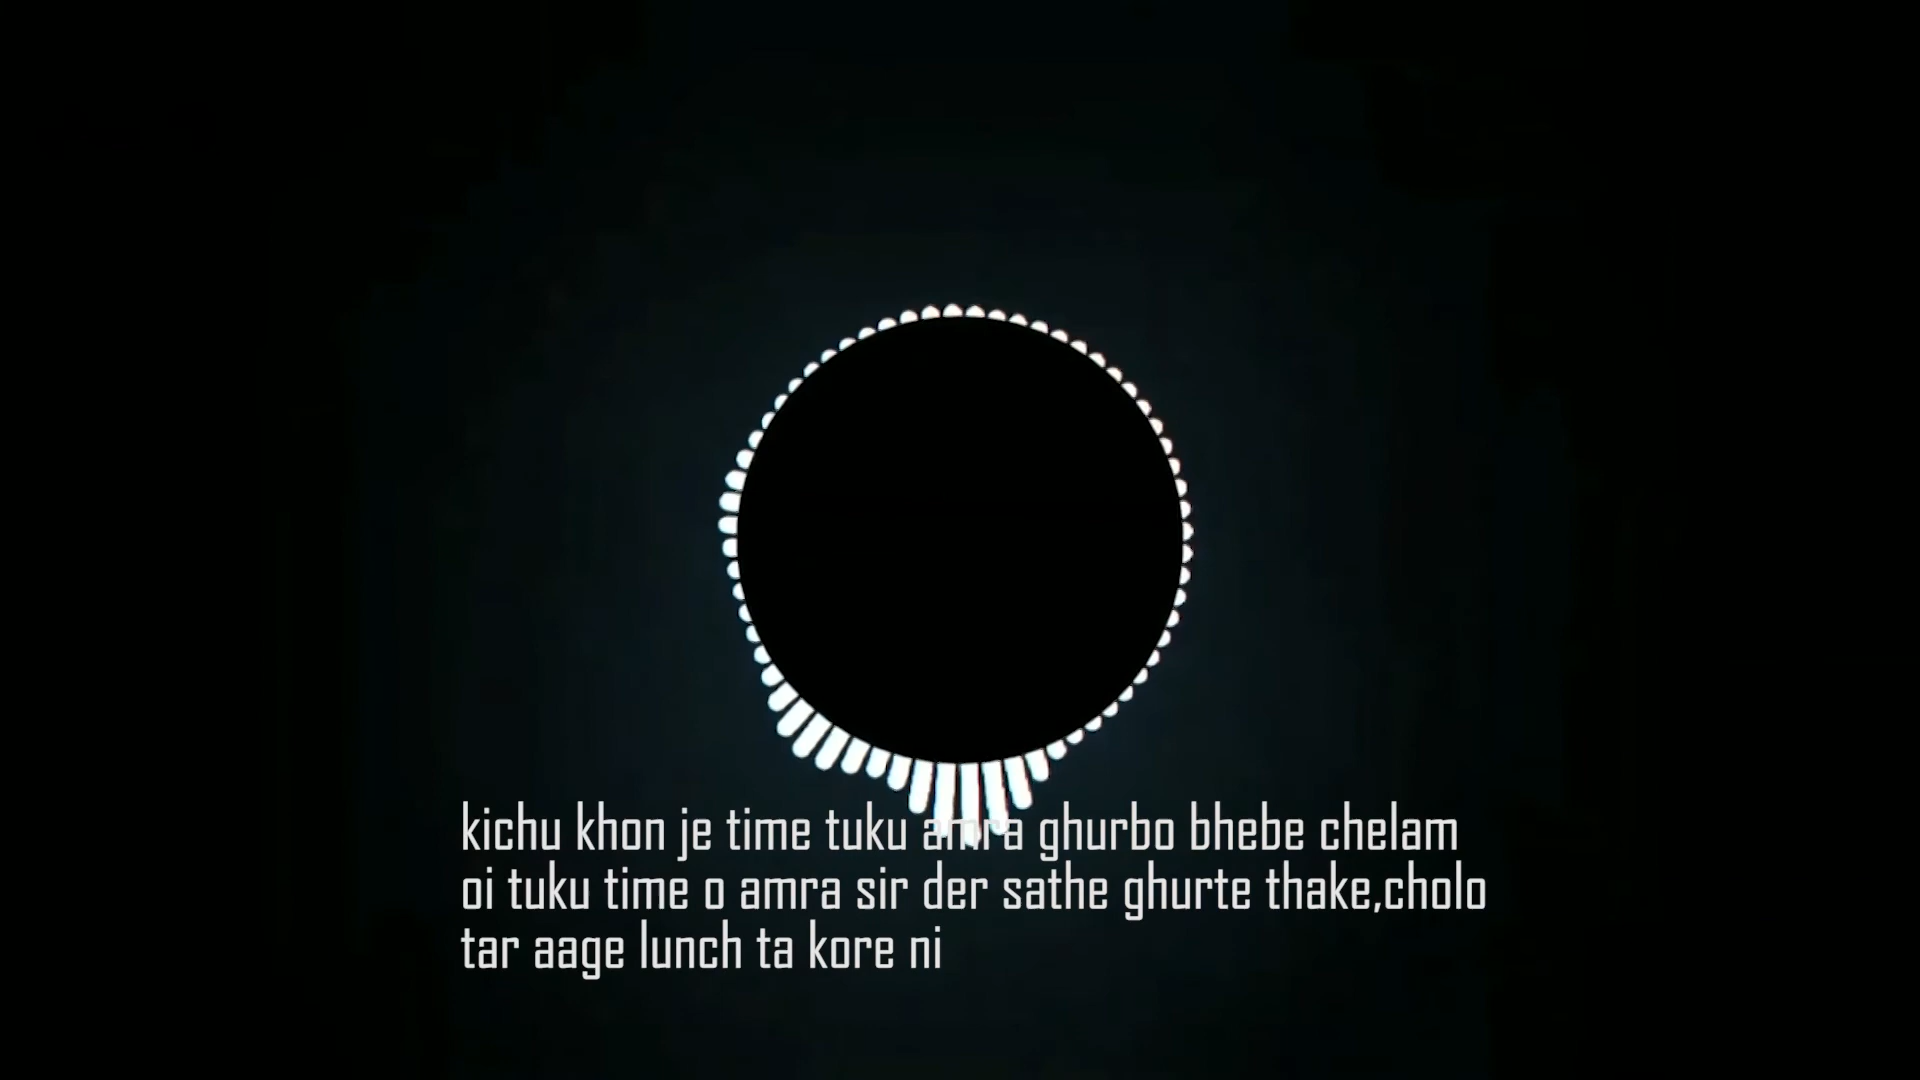 kichu khon je time tuku amra ghurbo bhebe chelam
oi tuku time o amra sir der sathe ghurte thake,cholo
tar aage lunch ta kore ni